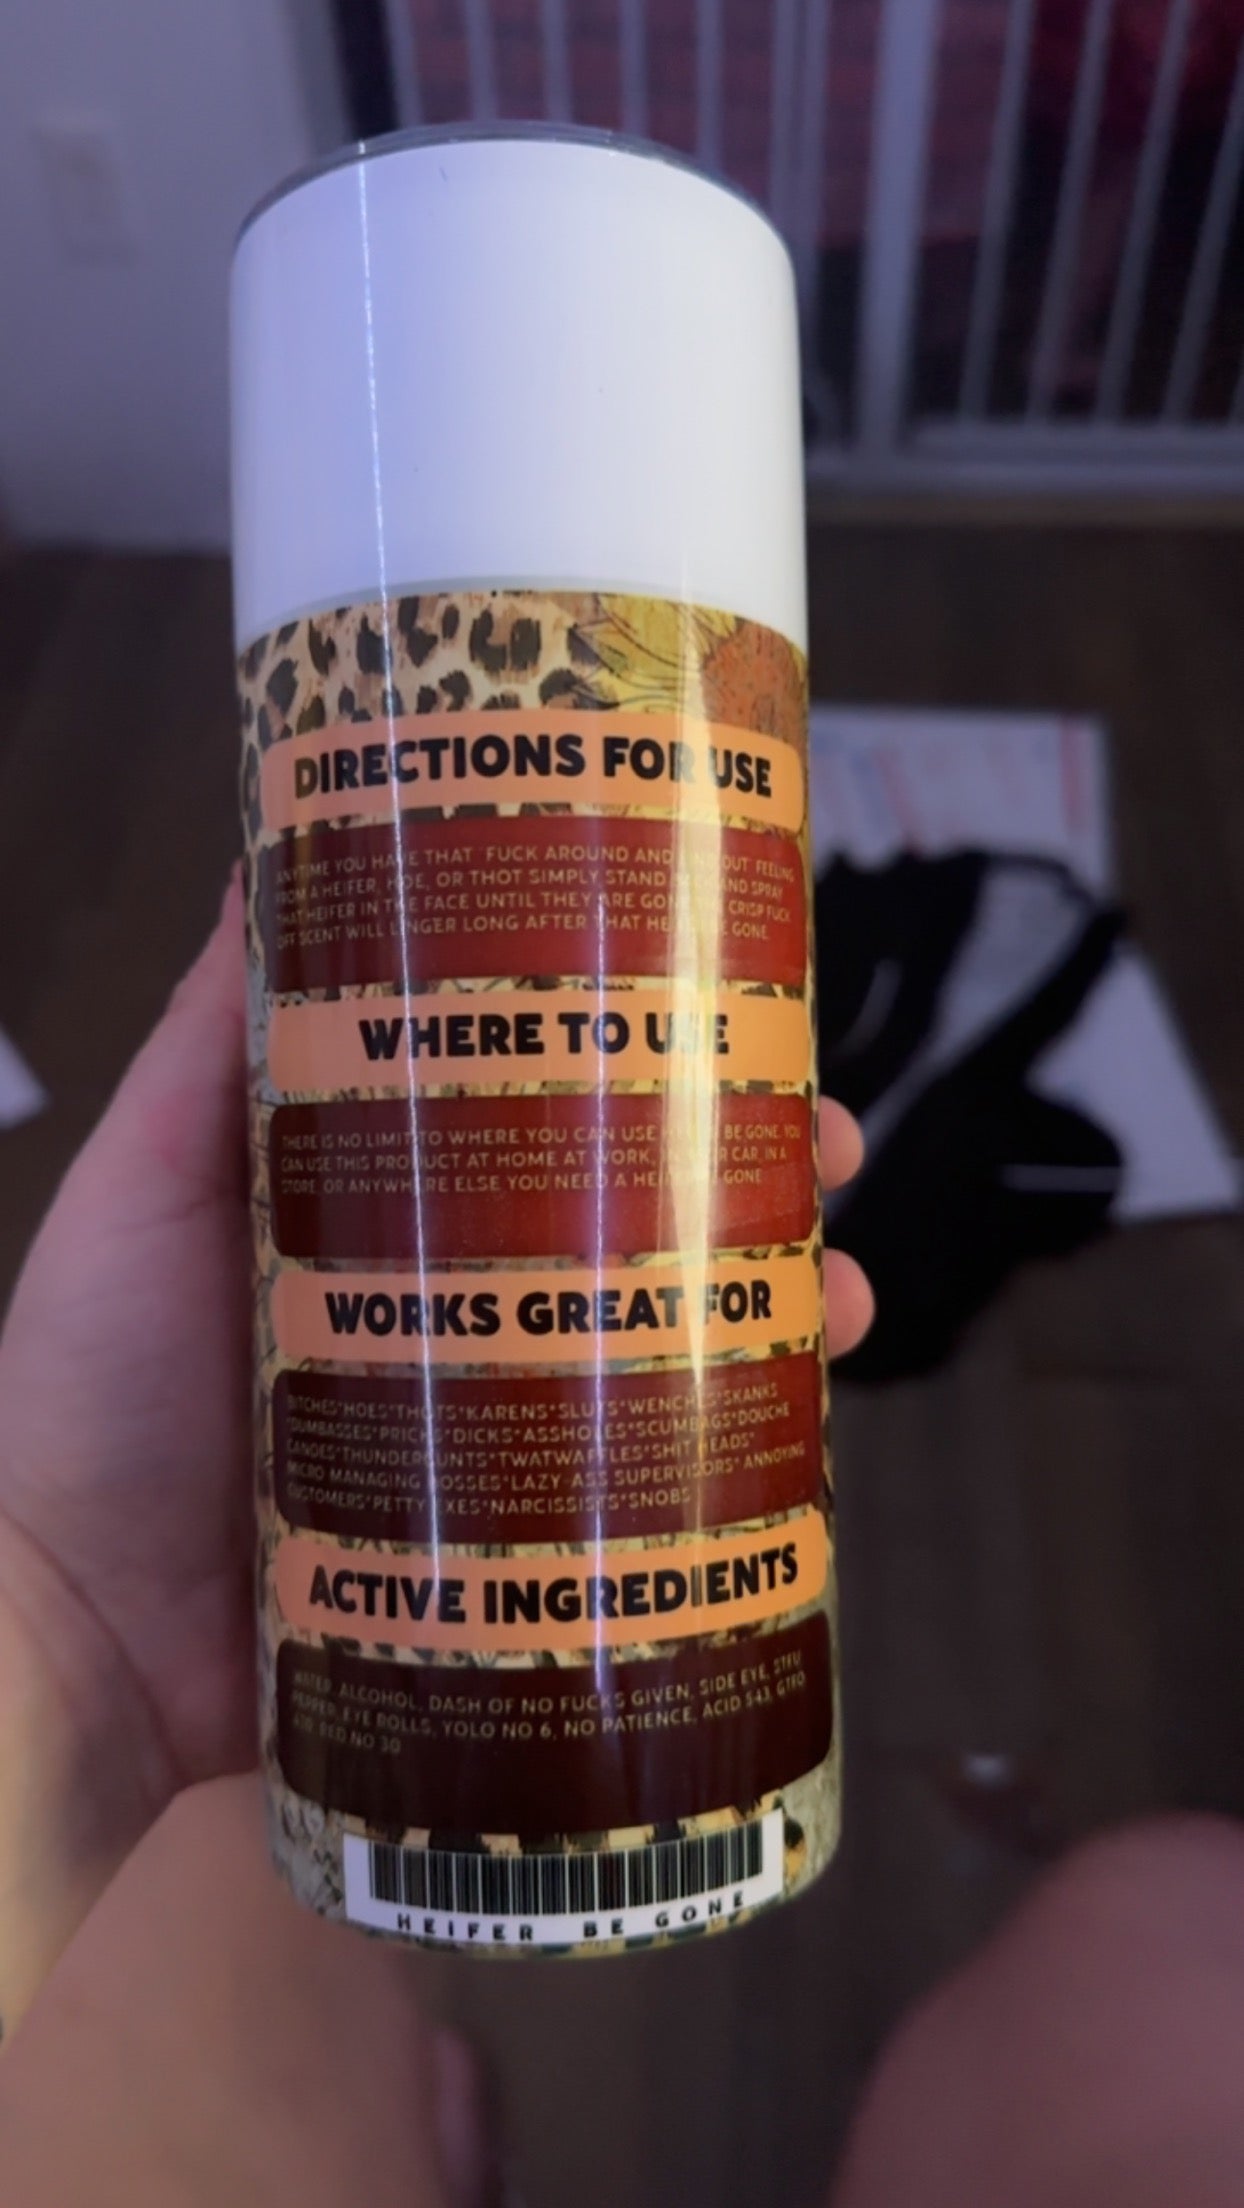 DIRECTIONS FOR USE
ANYTIME YOU HAVE THAT 'FUCK AROUND AND OUT' FEELING
FROM A HEIFER, HOE, OR THOT SIMPLY STAND AND SPRAY
THAT HEIFER IN THE FACE UNTIL THEY ARE CRISP FUCK
OFF SCENT WILL LINGER LONG AFTER THAT GONE.
WHERE TO USE
THERE IS NO LIMIT TO WHERE YOU CAN USE BE GONE. YOU
CAN USE THIS PRODUCT AT HOME AT WORK, CAR, IN A
STORE, OR ANYWHERE ELSE YOU NEED A GONE
WORKS GREAT FOR
BITCHES*HOES*THOTS*KARENS*SLUTS*WENCHES*SKANKS
*DUMBASSES*PRICKS*DICKS*ASSHOLES*SCUMBAGS*DOUCHE
CANOES*THUNDERCUNTS*TWATWAFFLES*SHIT HEADS*
MICRO MANAGING BOSSES*LAZY-ASS SUPERVISORS* ANNOYING
CUSTOMERS*PETTY EXES*NARCISSISTS*SNOBS
ACTIVE INGREDIENTS
WATER, ALCOHOL, DASH OF NO FUCKS GIVEN, SIDE EYE, STFU
PEPPER, EYE ROLLS, YOLO NO 6, NO PATIENCE, ACID 543, GTFO
RED NO 30
HEIFER BE GONE